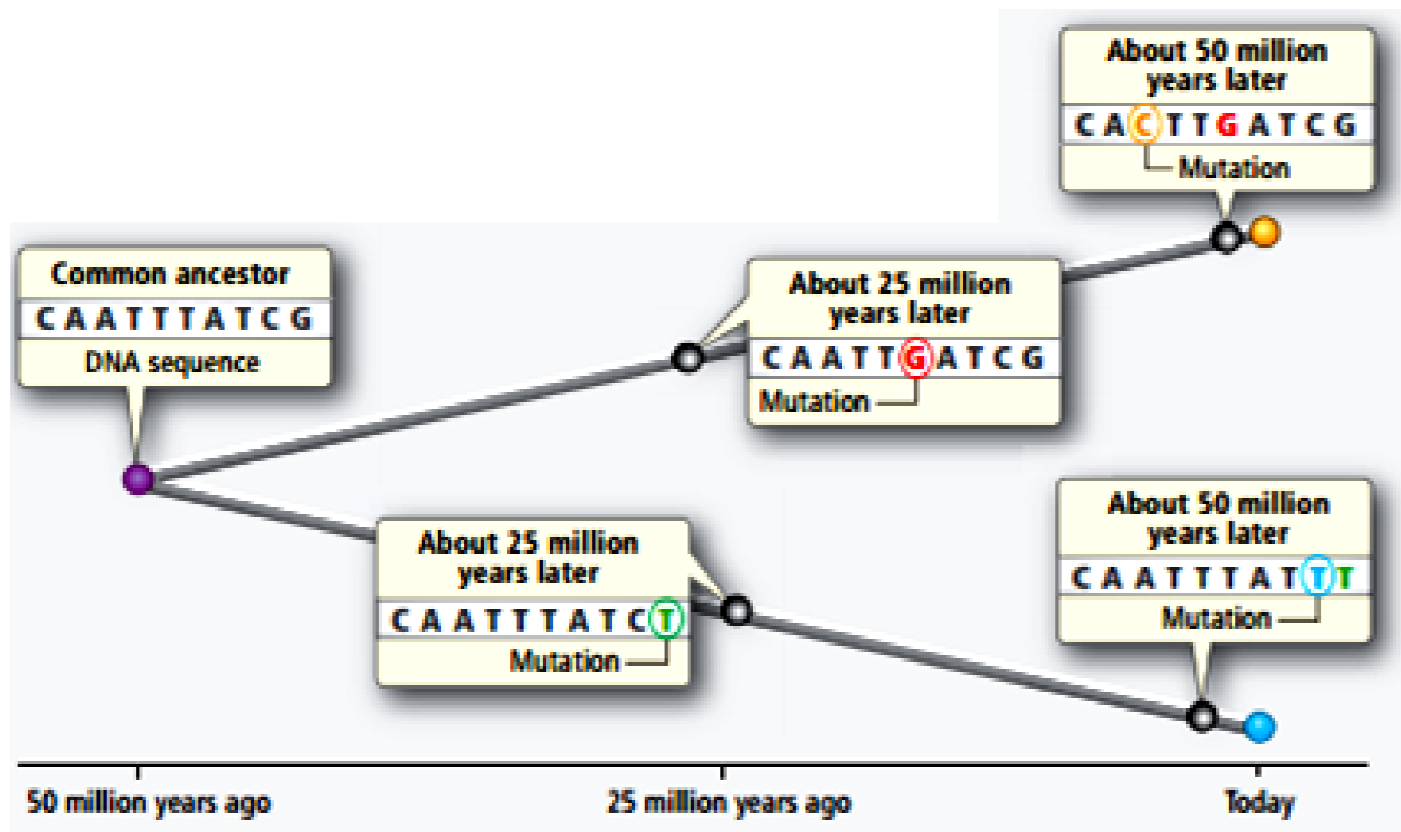 About 50 million
years later
C A C T T G A T C G
Mutation
Common ancestor
C A A T T T A T C G
DNA sequence
About 25 million
years later
C A A T T G A T C G
Mutation
About 25 million
years later
C A A T T T A T C T
Mutation
About 50 million
years later
C A A T T T A T T T
Mutation
50 million years ago
25 million years ago
Today